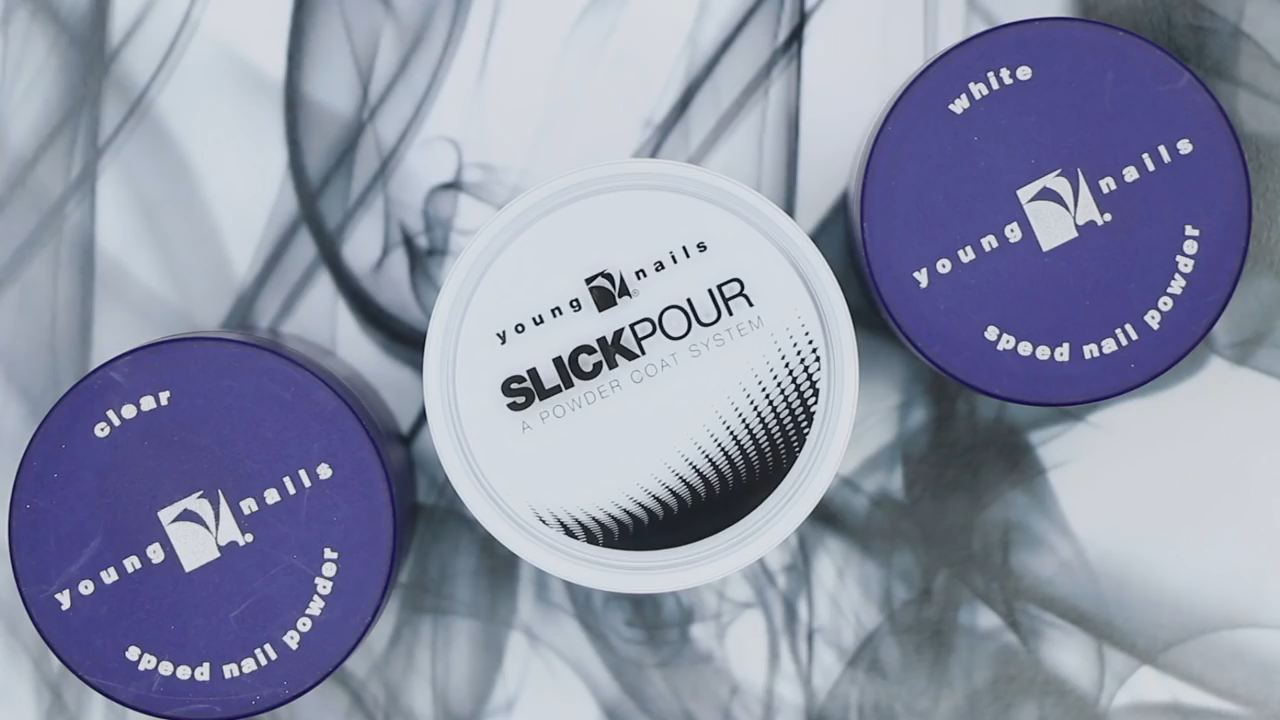 clear
young nails
speed nail powder
young nails®
SLICKPOUR
A POWDER COAT SYSTEM
white
young nails
speed nail powder